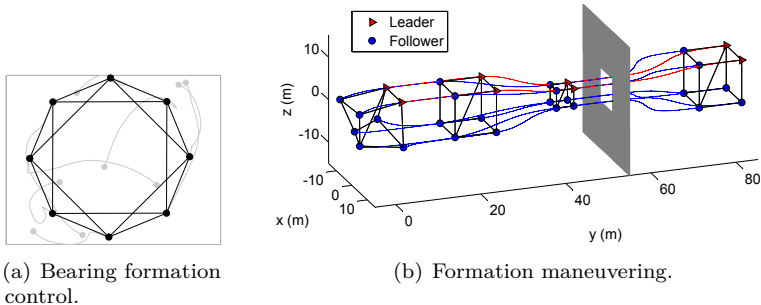 Leader
Follower
10
0
-10
z (m)
-10
0
10
x (m)
0
20
40
60
80
y (m)
(a) Bearing formation
control.
(b) Formation maneuvering.